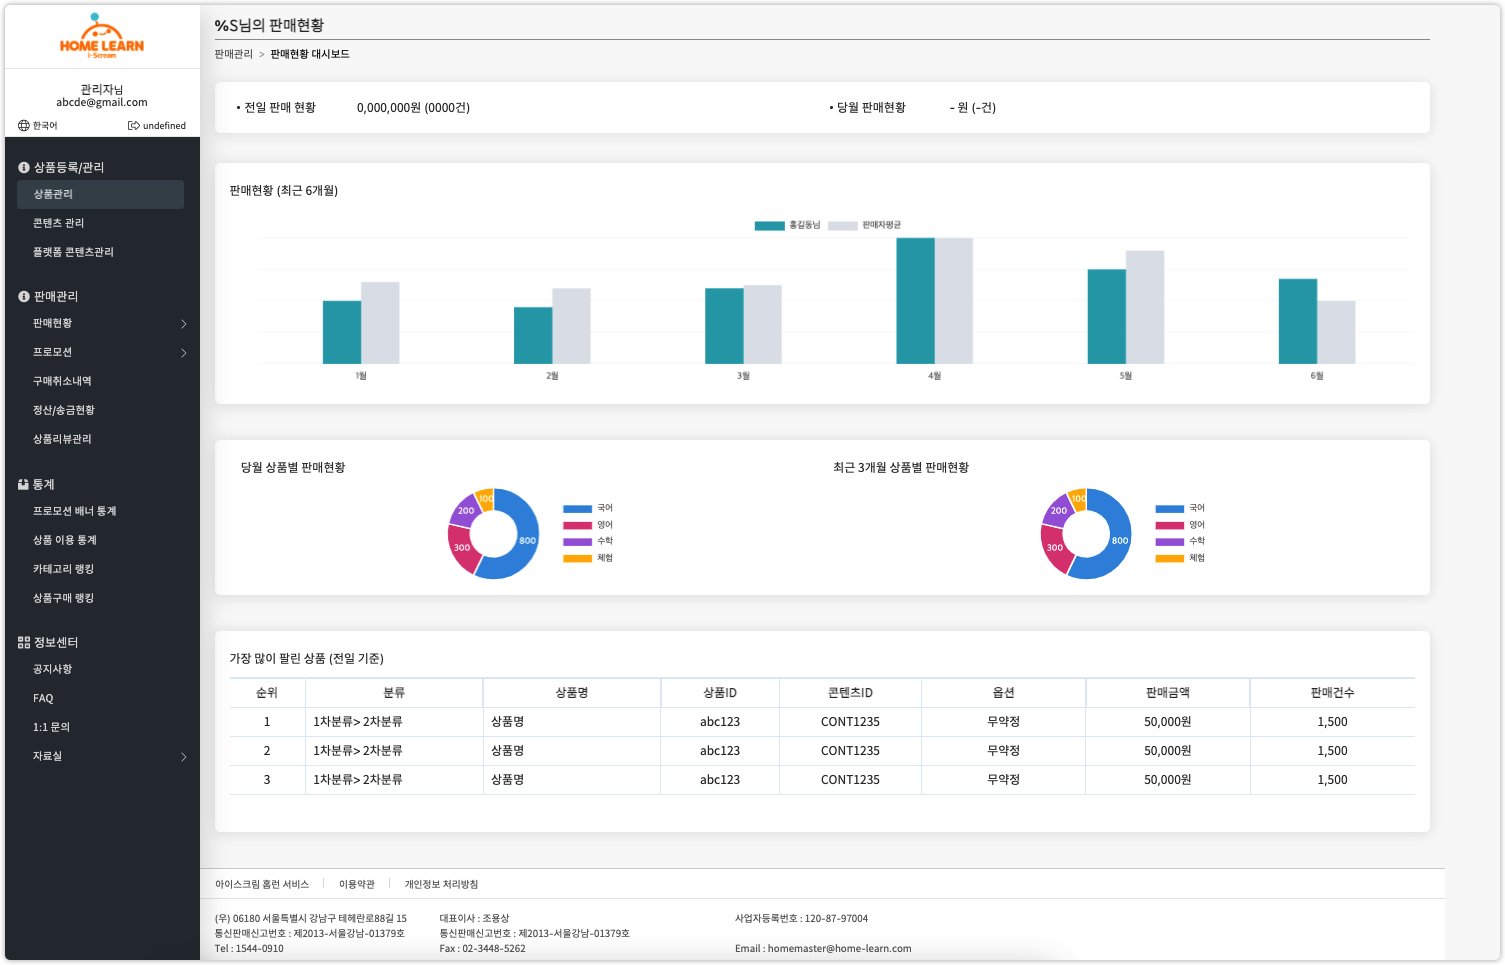 HOME LEARN
i-Scream
관리자님
abcde@gmail.com
한국어
undefined
상품등록/관리
상품관리
콘텐츠 관리
플랫폼 콘텐츠관리
판매관리
판매현황
프로모션
구매취소내역
정산/송금현황
상품리뷰관리
통계
프로모션 배너 통계
상품 이용 통계
카테고리 랭킹
상품구매 랭킹
정보센터
공지사항
FAQ
1:1 문의
자료실
%S님의 판매현황
판매관리 > 판매현황 대시보드
• 전일 판매 현황 0,000,000원 (0000건)
• 당월 판매현황 - 원 (-건)
판매현황 (최근 6개월)
홍길동님 판매자평균
1월 2월 3월 4월 5월 6월
당월 상품별 판매현황
100
200
300
800
국어
영어
수학
체험
최근 3개월 상품별 판매현황
100
200
300
800
국어
영어
수학
체험
가장 많이 팔린 상품 (전일 기준)
순위 분류 상품명 상품ID 콘텐츠ID 옵션 판매금액 판매건수
1 1차분류> 2차분류 상품명 abc123 CONT1235 무약정 50,000원 1,500
2 1차분류> 2차분류 상품명 abc123 CONT1235 무약정 50,000원 1,500
3 1차분류> 2차분류 상품명 abc123 CONT1235 무약정 50,000원 1,500
아이스크림 홈런 서비스 이용약관 개인정보 처리방침
(우) 06180 서울특별시 강남구 테헤란로88길 15 대표이사 : 조용상 사업자등록번호 : 120-87-97004
통신판매신고번호 : 제2013-서울강남-01379호 통신판매신고번호 : 제2013-서울강남-01379호
Tel : 1544-0910 Fax : 02-3448-5262 Email : homemaster@home-learn.com